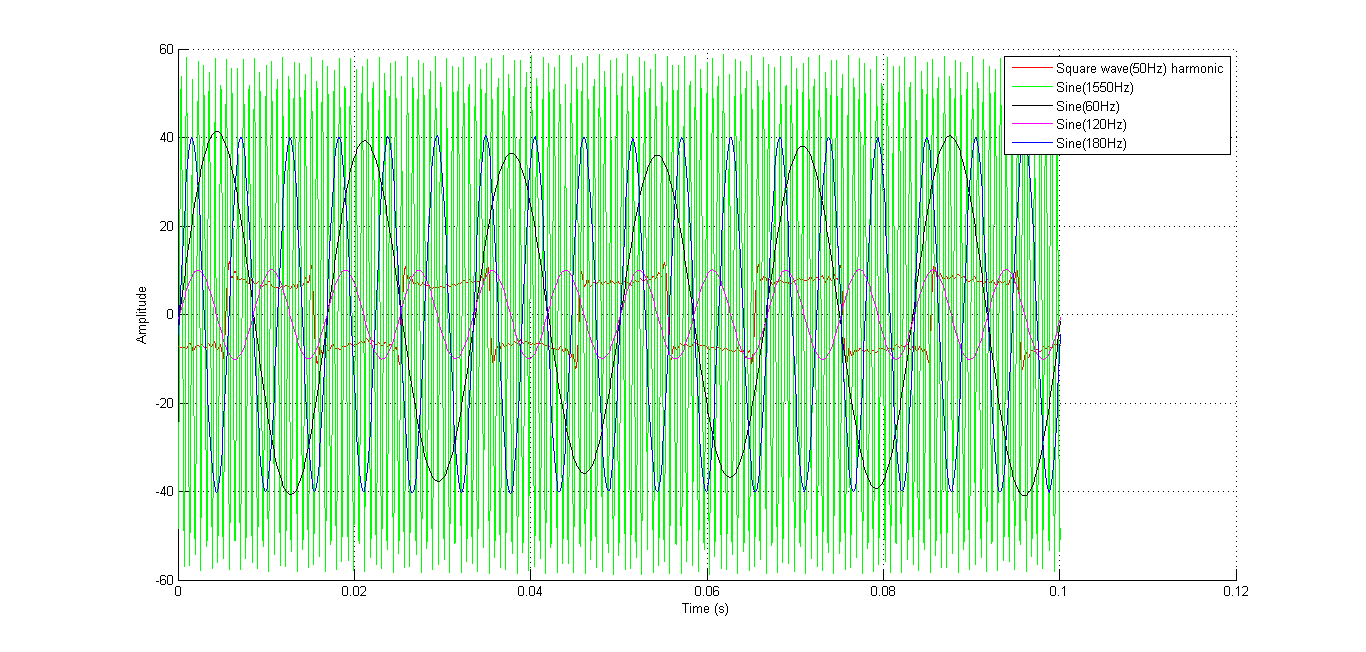 60
40
20
0
-20
-40
-60
Amplitude
Square wave(50Hz) harmonic
Sine(1550Hz)
Sine(60Hz)
Sine(120Hz)
Sine(180Hz)
0 0.02 0.04 0.06 0.08 0.1 0.12
Time (s)